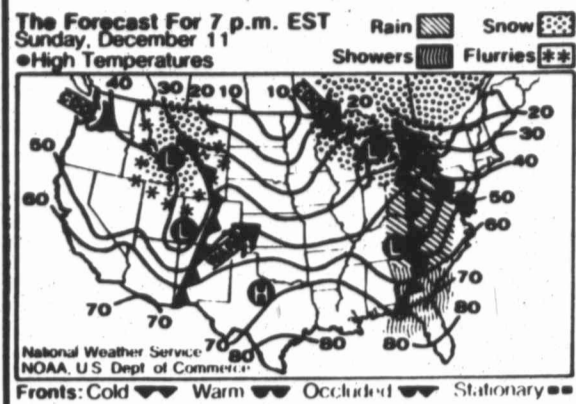 The Forecast For 7 p.m. EST
Sunday, December 11
●High Temperatures
Rain Snow
Showers Flurries
40 30 20 10 10 20
20
30
50
40
60
50
60
L L
L L
H
70 70
70
80
70
80
80 80
National Weather Service
NOAA, U.S. Dept of Commerce
Fronts: Cold Warm Occluded Stationary